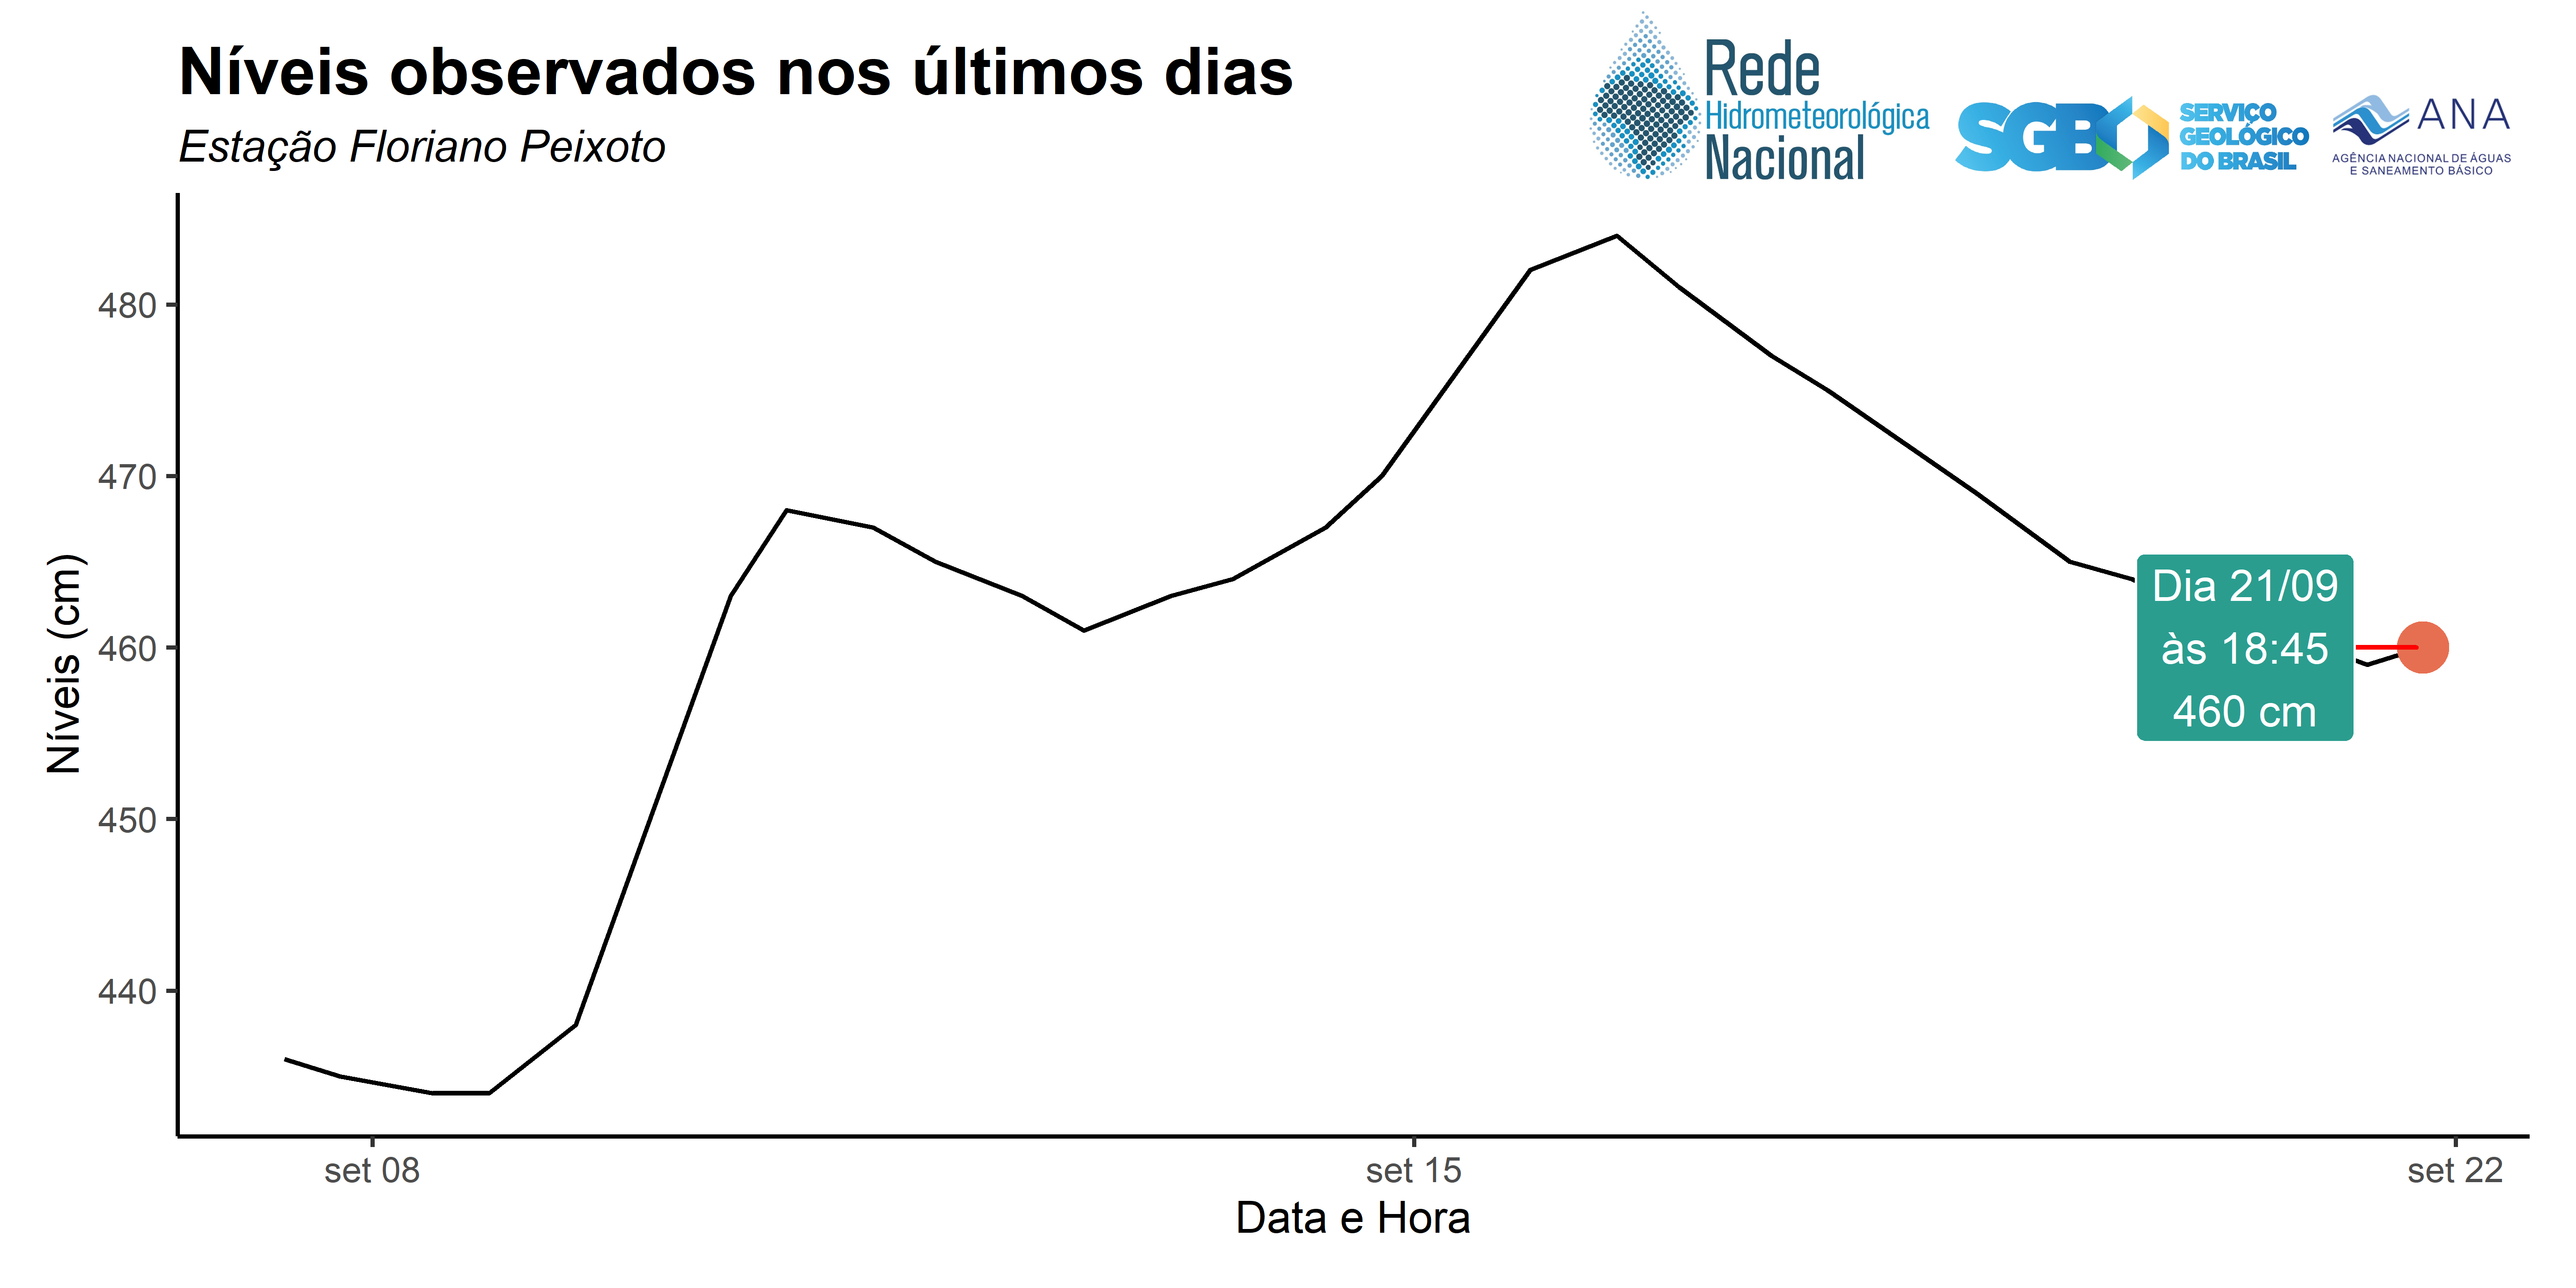 Níveis observados nos últimos dias
Estação Floriano Peixoto
Rede
Hidrometeorológica
Nacional
SGB
SERVIÇO
GEOLÓGICO
DO BRASIL
ANA
AGÊNCIA NACIONAL DE ÁGUAS
E SANEAMENTO BÁSICO
Níveis (cm)
480
470
460
450
440
Dia 21/09
às 18:45
460 cm
set 08
set 15
set 22
Data e Hora